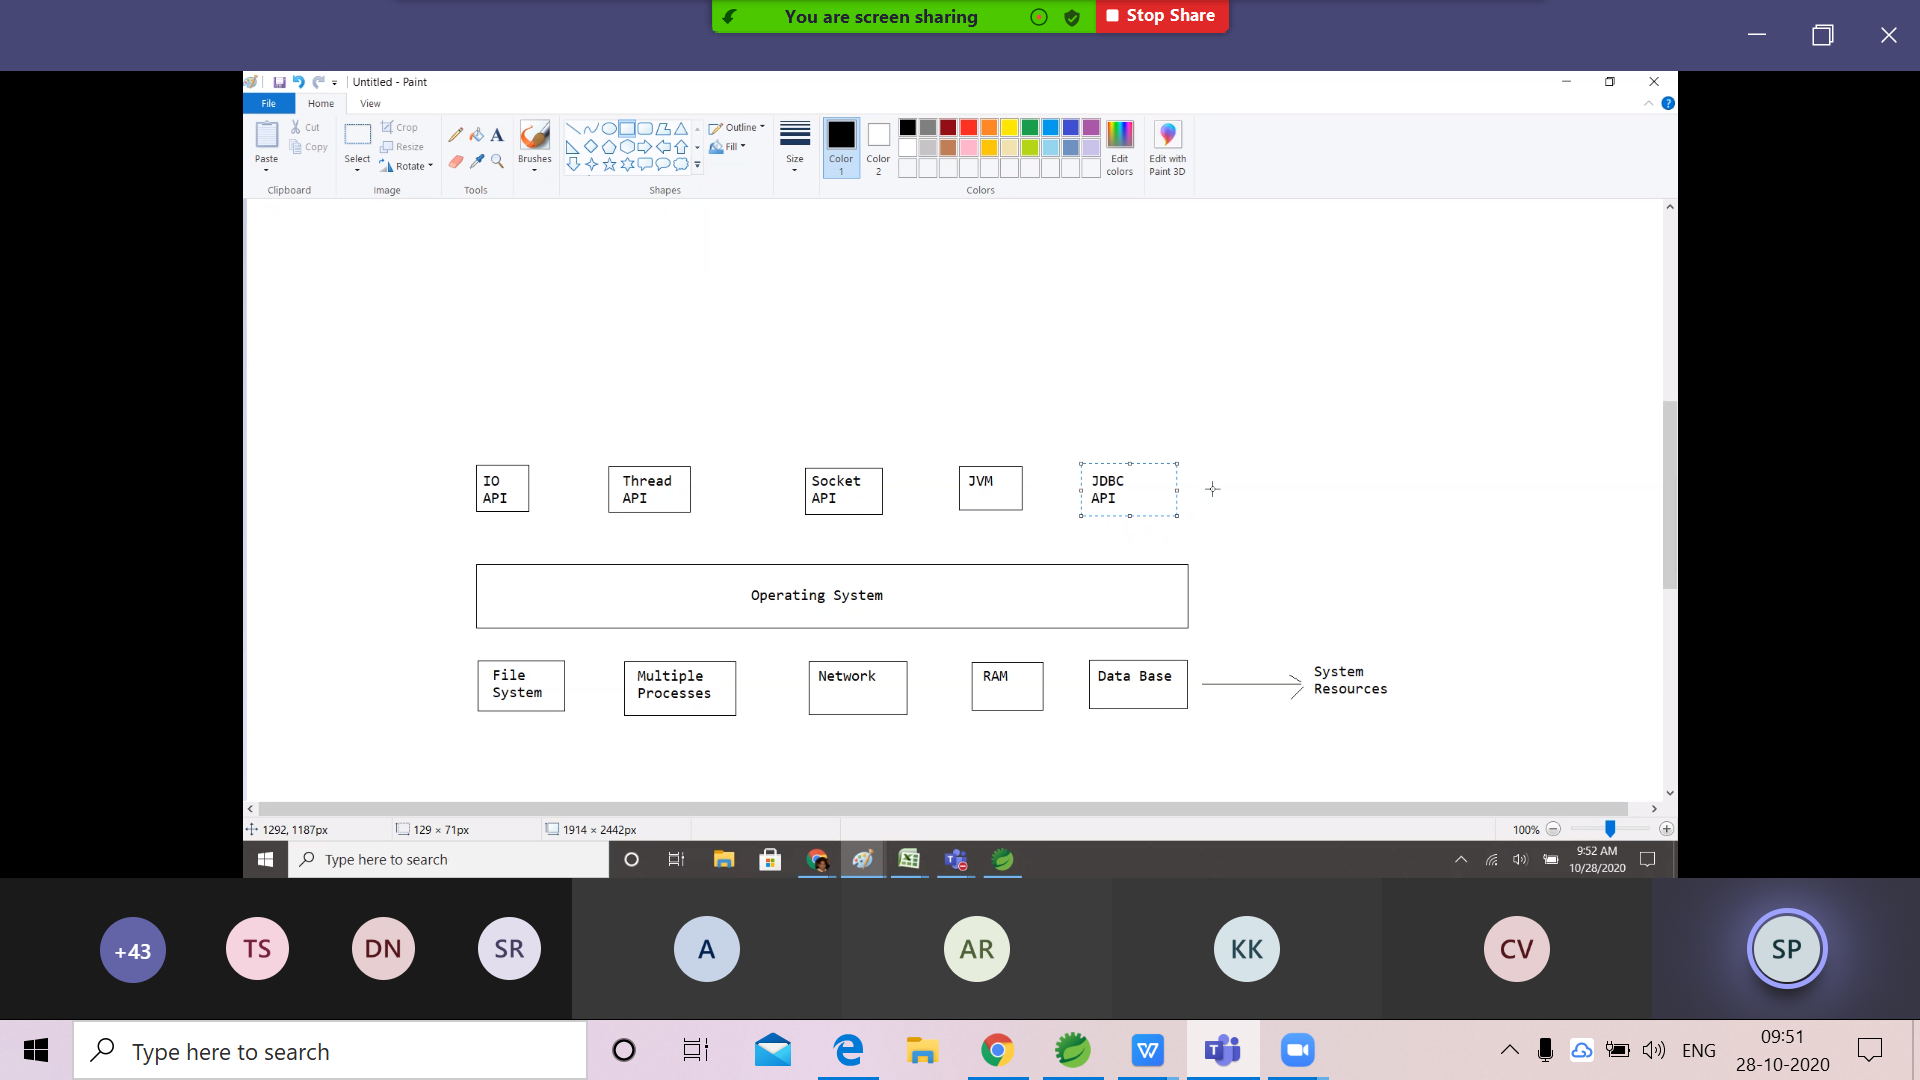 You are screen sharing
Stop Share
Untitled - Paint
File Home View
Cut
Copy
Paste
Clipboard
Crop
Resize
Rotate
Select
Image
A
Tools
Brushes
Outline
Fill
Shapes
Size
Color 1
Color 2
Edit colors
Colors
Edit with Paint 3D
IO API
Thread API
Socket API
JVM
JDBC API
Operating System
File System
Multiple Processes
Network
RAM
Data Base
System Resources
1292, 1187px
129 × 71px
1914 × 2442px
100%
Type here to search
9:52 AM
10/28/2020
+43
TS
DN
SR
A
AR
KK
CV
SP
Type here to search
ENG
09:51
28-10-2020